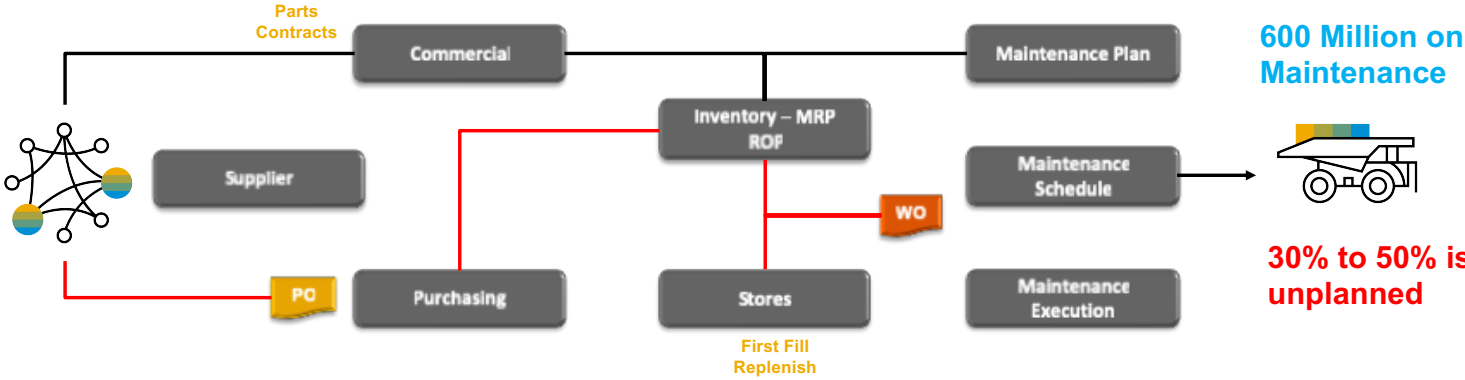 Parts
Contracts
Commercial
Maintenance Plan
600 Million on
Maintenance
Inventory – MRP
ROP
Supplier
Maintenance
Schedule
WO
PO
Purchasing
Stores
Maintenance
Execution
30% to 50% is
unplanned
First Fill
Replenish